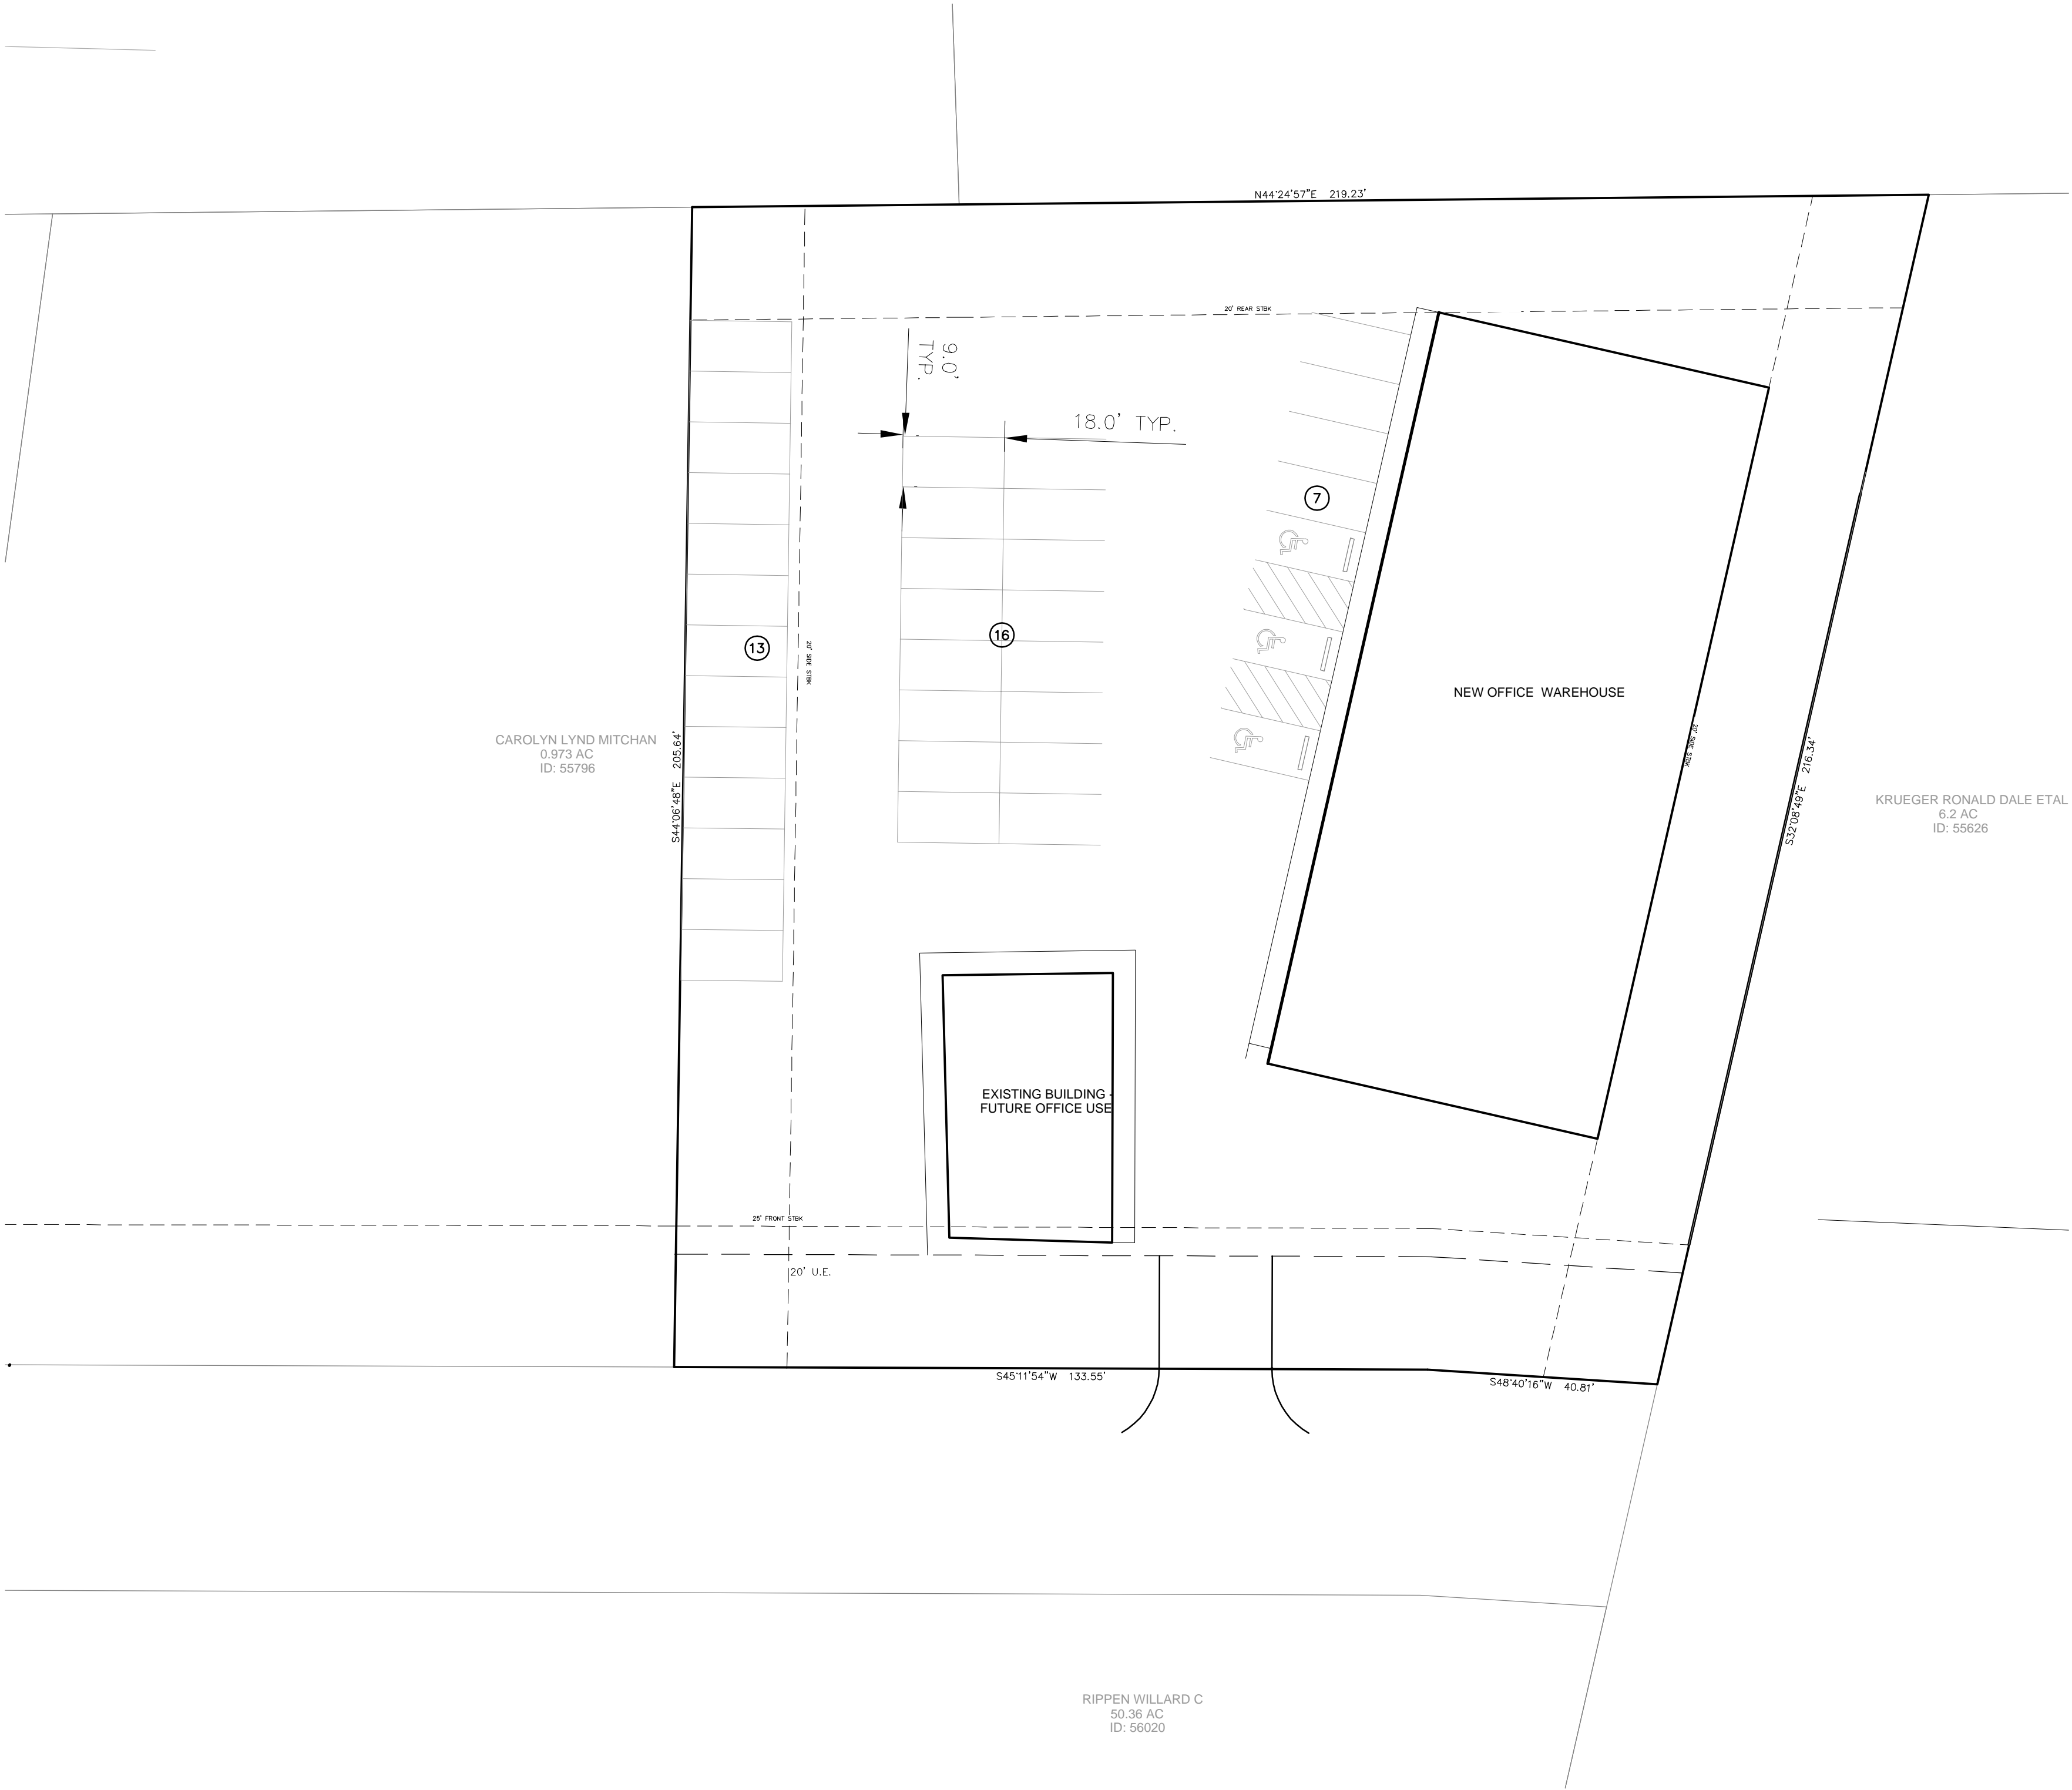 N44°24'57"E 219.23'
20' REAR STBK
9.0'
TYP.
18.0' TYP.
7
13
16
20' SIDE STBK
NEW OFFICE WAREHOUSE
20' SIDE STBK
CAROLYN LYND MITCHAN
0.973 AC
ID: 55796
S44°06'48"E 205.64'
S32°08'49"E 216.34'
KRUEGER RONALD DALE ETAL
6.2 AC
ID: 55626
EXISTING BUILDING -
FUTURE OFFICE USE
25' FRONT STBK
20' U.E.
S45°11'54"W 133.55'
S48°40'16"W 40.81'
RIPPEN WILLARD C
50.36 AC
ID: 56020